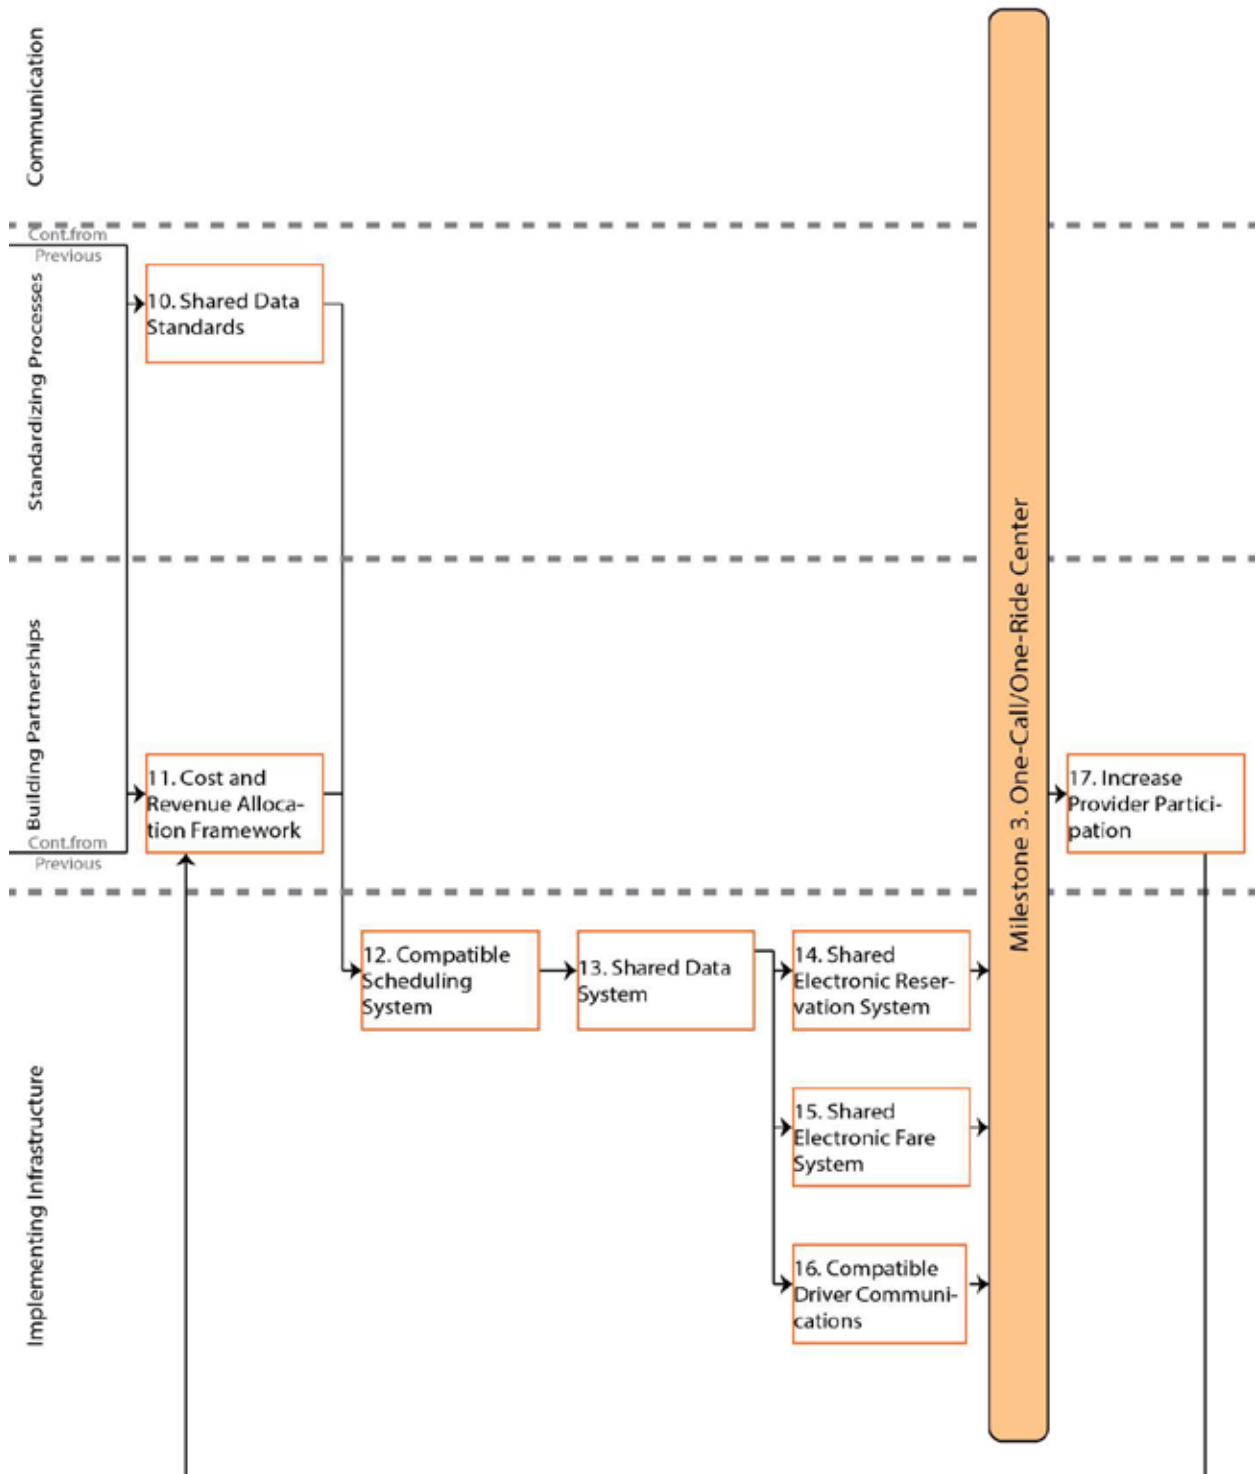 Communication
Cont.from
Previous
Standardizing Processes
10. Shared Data
Standards
Building Partnerships
11. Cost and
Revenue Alloca-
tion Framework
Cont.from
Previous
Implementing Infrastructure
12. Compatible
Scheduling
System
13. Shared Data
System
14. Shared
Electronic Reser-
vation System
15. Shared
Electronic Fare
System
16. Compatible
Driver Communi-
cations
Milestone 3. One-Call/One-Ride Center
17. Increase
Provider Partici-
pation